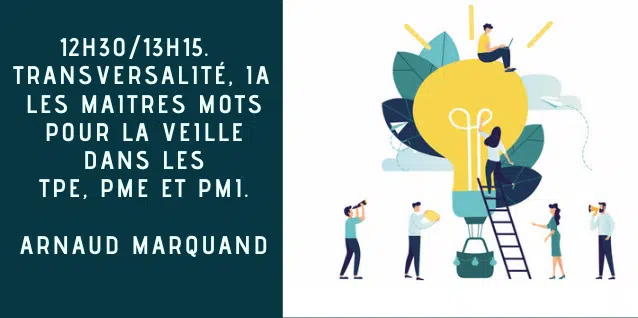 12H30/13H15.
TRANSVERSALITÉ, IA
LES MAITRES MOTS
POUR LA VEILLE
DANS LES
TPE, PME ET PMI.
ARNAUD MARQUAND